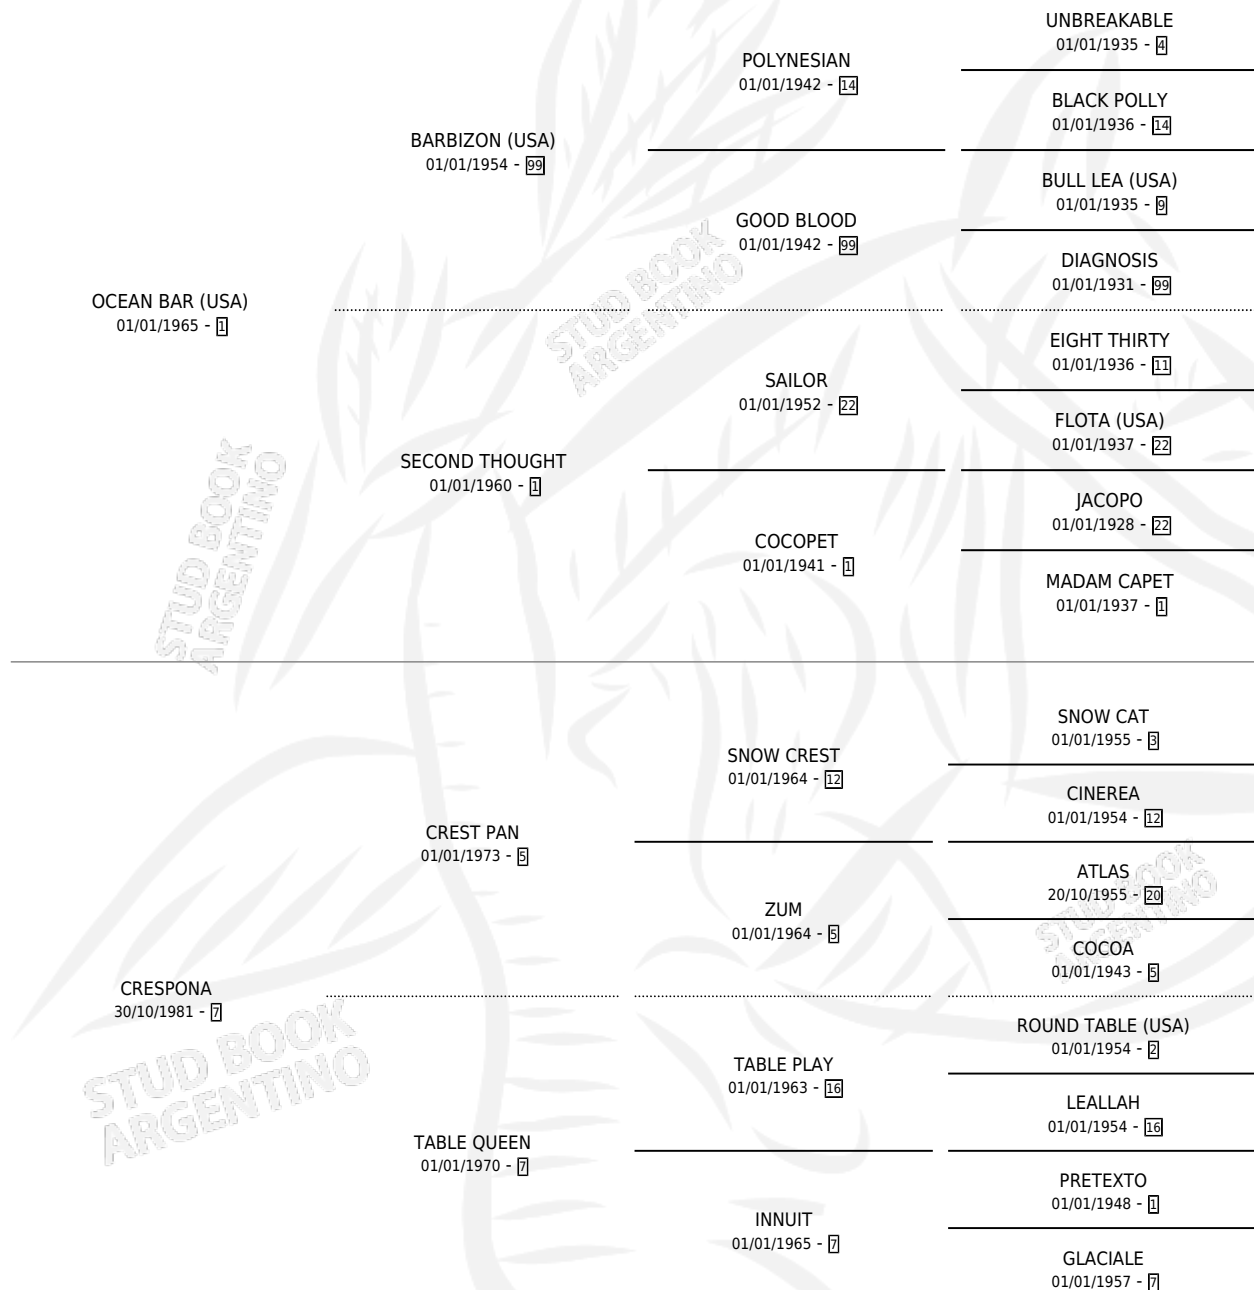 UNBREAKABLE
01/01/1935 - 4
POLYNESIAN
01/01/1942 - 14
BLACK POLLY
01/01/1936 - 14
BARBIZON (USA)
01/01/1954 - 99
BULL LEA (USA)
01/01/1935 - 9
GOOD BLOOD
01/01/1942 - 99
DIAGNOSIS
01/01/1931 - 99
OCEAN BAR (USA)
01/01/1965 - 1
STUD BOOK
ARGENTINO
EIGHT THIRTY
01/01/1936 - 11
SAILOR
01/01/1952 - 22
FLOTA (USA)
01/01/1937 - 22
SECOND THOUGHT
01/01/1960 - 1
JACOPO
01/01/1928 - 22
COCOPET
01/01/1941 - 1
MADAM CAPET
01/01/1937 - 1
STUD BOOK
ARGENTINO
SNOW CAT
01/01/1955 - 3
SNOW CREST
01/01/1964 - 12
CINEREA
01/01/1954 - 12
CREST PAN
01/01/1973 - 5
ATLAS
20/10/1955 - 20
ZUM
01/01/1964 - 5
STUD BOOK
ARGENTINO
COCOA
01/01/1943 - 5
CRESPONA
30/10/1981 - 7
STUD BOOK
ARGENTINO
ROUND TABLE (USA)
01/01/1954 - 2
TABLE PLAY
01/01/1963 - 16
LEALLAH
01/01/1954 - 16
TABLE QUEEN
01/01/1970 - 7
PRETEXTO
01/01/1948 - 1
INNUIT
01/01/1965 - 7
GLACIALE
01/01/1957 - 7